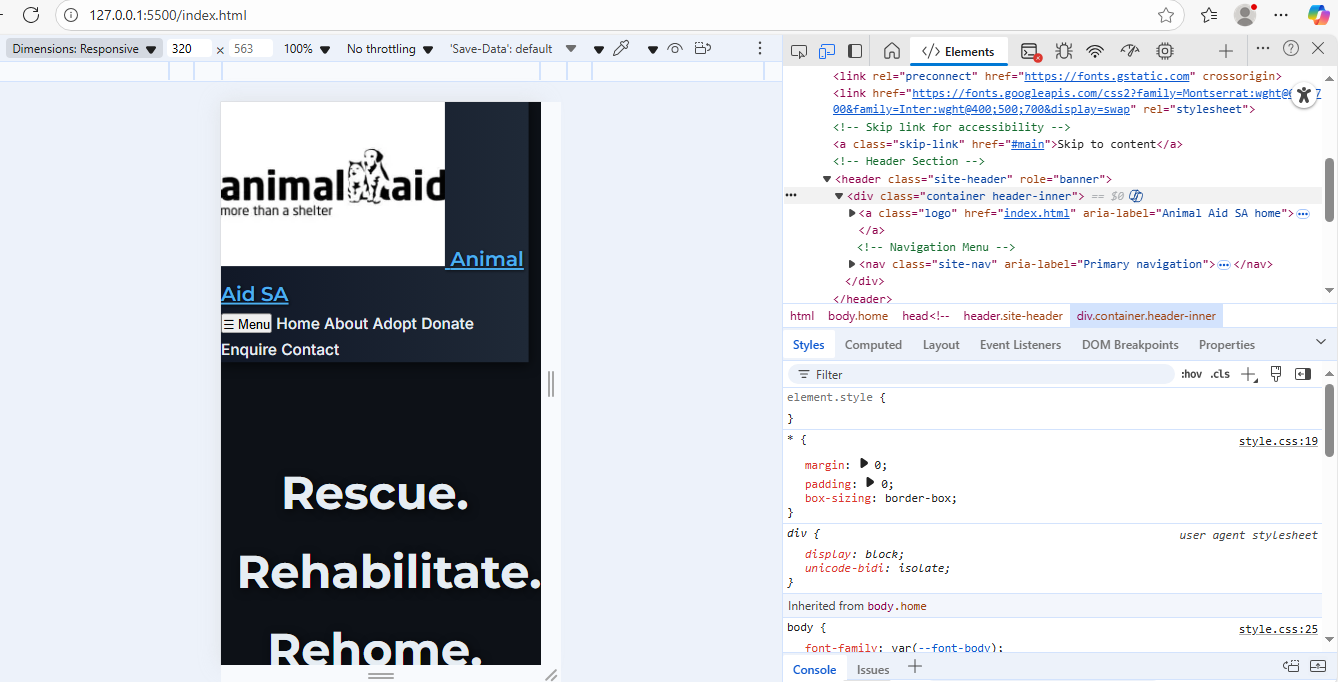 127.0.0.1:5500/index.html
Dimensions: Responsive ▼ 320 × 563 100% ▼ No throttling ▼ 'Save-Data': default ▼
Elements
<link rel="preconnect" href="https://fonts.gstatic.com" crossorigin>
<link href="https://fonts.googleapis.com/css2?family=Montserrat:wght@6 7
00&family=Inter:wght@400;500;700&display=swap" rel="stylesheet">
<!-- Skip link for accessibility -->
<a class="skip-link" href="#main">Skip to content</a>
<!-- Header Section -->
▼<header class="site-header" role="banner">
▼<div class="container header-inner"> == $0
▶<a class="logo" href="index.html" aria-label="Animal Aid SA home">
</a>
<!-- Navigation Menu -->
▶<nav class="site-nav" aria-label="Primary navigation"> </nav>
</div>
</header>
html body.home head<!-- header.site-header div.container.header-inner
Styles Computed Layout Event Listeners DOM Breakpoints Properties
Filter :hov .cls
element.style {
}
* { style.css:19
margin: ▶ 0;
padding: ▶ 0;
box-sizing: border-box;
}
div { user agent stylesheet
display: block;
unicode-bidi: isolate;
}
Inherited from body.home
body { style.css:25
font-family: var(--font-body);
Console Issues
animal aid
more than a shelter
Animal
Aid SA
☰ Menu Home About Adopt Donate
Enquire Contact
Rescue.
Rehabilitate.
Rehome.